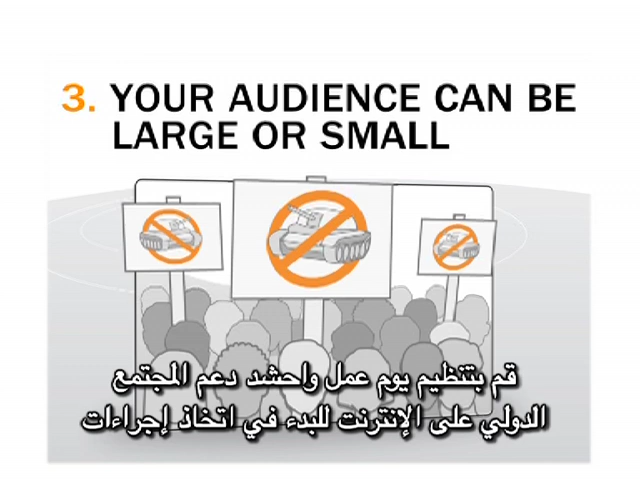 3. YOUR AUDIENCE CAN BE
LARGE OR SMALL
قم بتنظيم يوم عمل واحشد دعم المجتمع
الدولي على الإنترنت للبدء في اتخاذ إجراءات